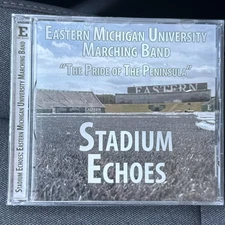 Eastern Michigan University
Marching Band
"The Pride of The Peninsula"
EASTERN
Stadium
Echoes
E
Stadium Echoes: Eastern Michigan University Marching Band